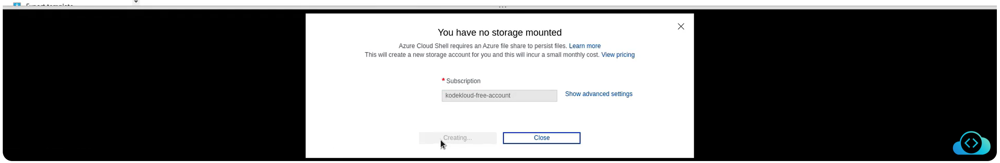 Export template
...
You have no storage mounted
Azure Cloud Shell requires an Azure file share to persist files. Learn more
This will create a new storage account for you and this will incur a small monthly cost. View pricing
* Subscription
kodekloud-free-account
Show advanced settings
Creating...
Close